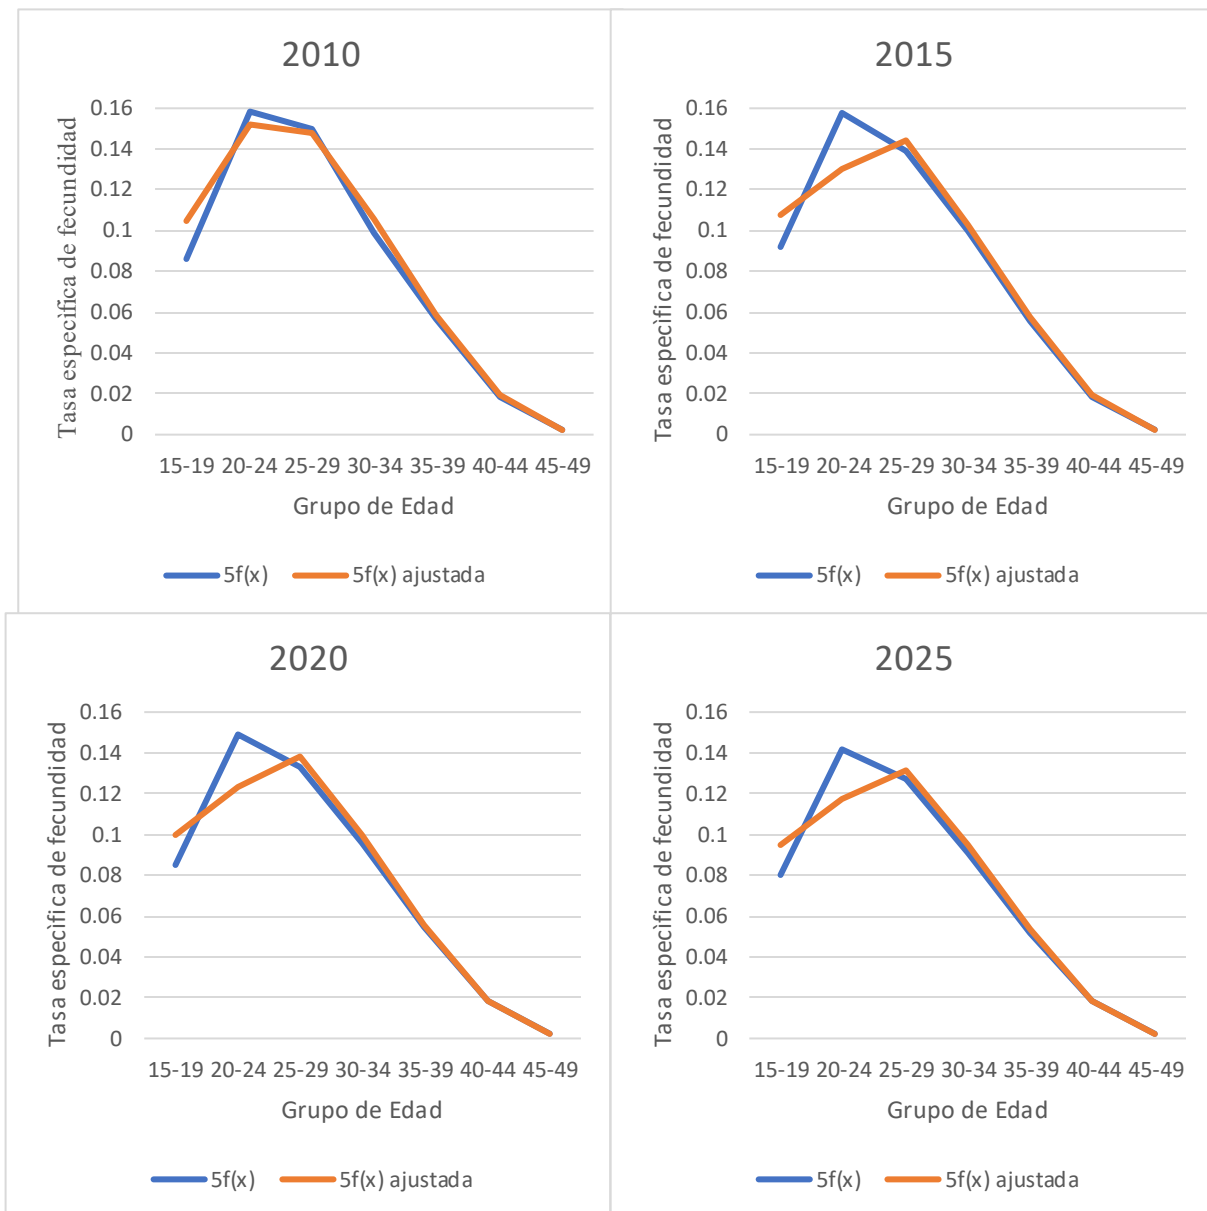 2010
Tasa especìfica de fecundidad
0.16
0.14
0.12
0.1
0.08
0.06
0.04
0.02
0
15-19 20-24 25-29 30-34 35-39 40-44 45-49
Grupo de Edad
5f(x) 5f(x) ajustada
2015
Tasa especìfica de fecundidad
0.16
0.14
0.12
0.1
0.08
0.06
0.04
0.02
0
15-19 20-24 25-29 30-34 35-39 40-44 45-49
Grupo de Edad
5f(x) 5f(x) ajustada
2020
Tasa especìfica de fecundidad
0.16
0.14
0.12
0.1
0.08
0.06
0.04
0.02
0
15-19 20-24 25-29 30-34 35-39 40-44 45-49
Grupo de Edad
5f(x) 5f(x) ajustada
2025
Tasa especìfica de fecundidad
0.16
0.14
0.12
0.1
0.08
0.06
0.04
0.02
0
15-19 20-24 25-29 30-34 35-39 40-44 45-49
Grupo de Edad
5f(x) 5f(x) ajustada